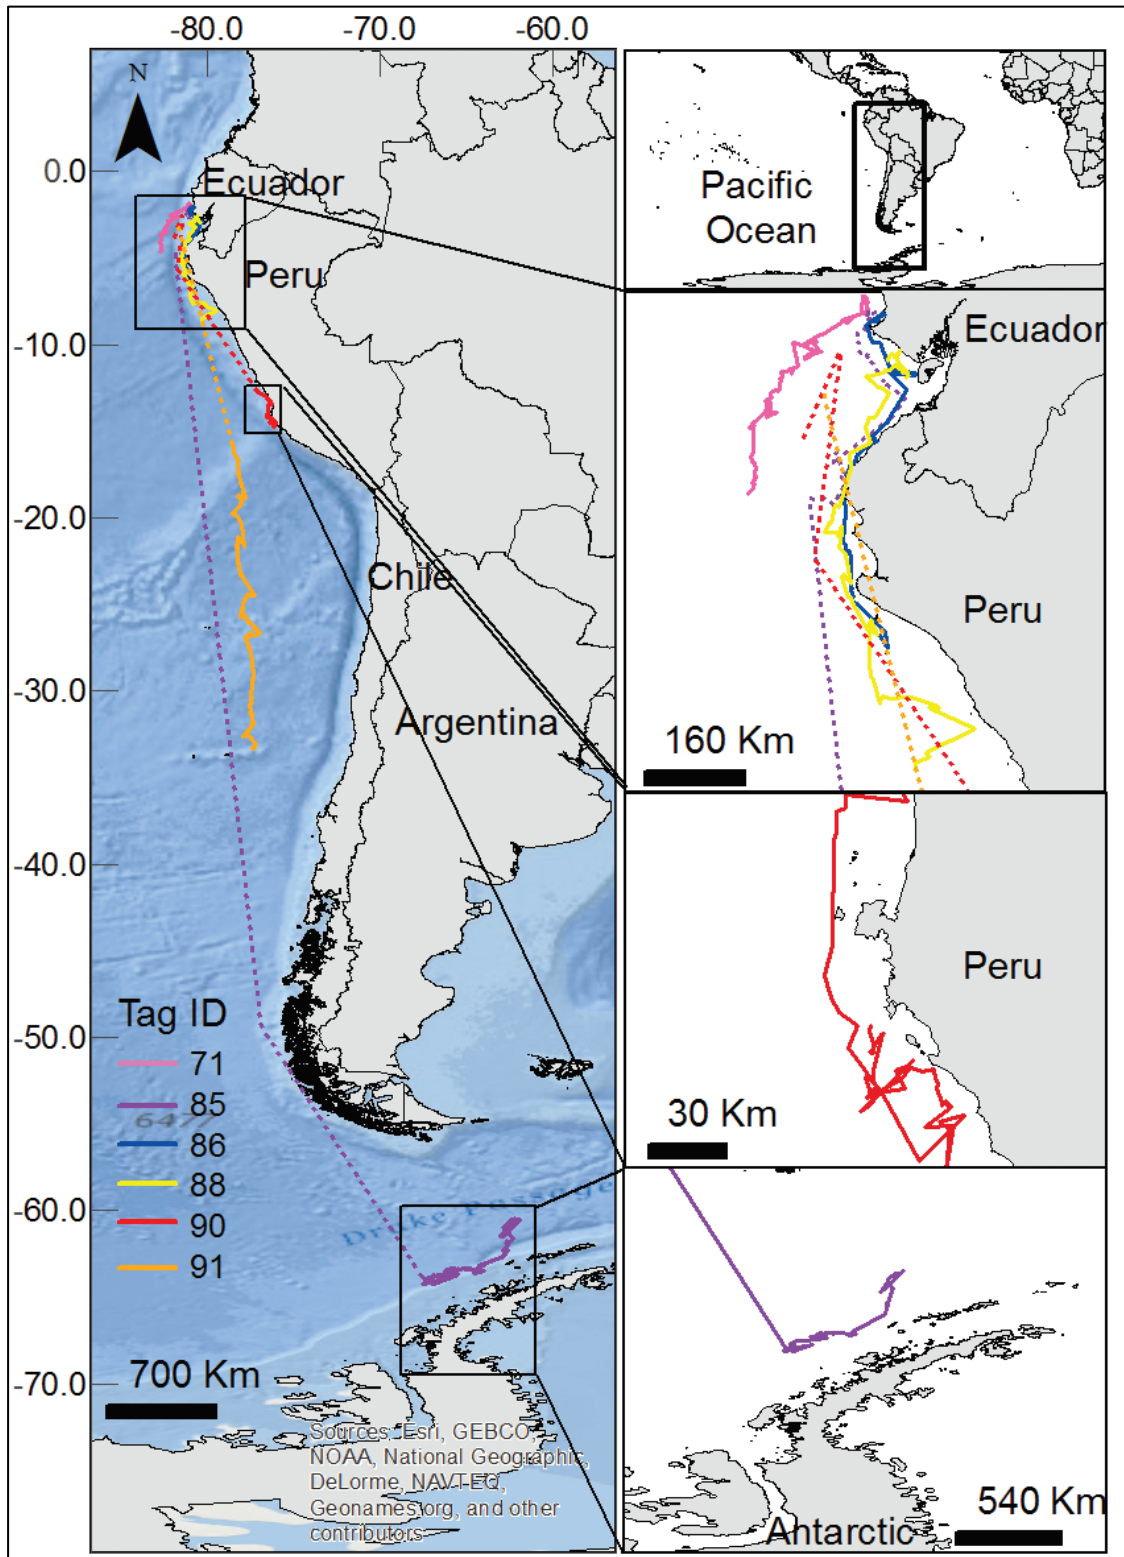 -80.0 -70.0 -60.0
N
0.0
Ecuador
Peru
-10.0
-20.0
Chile
-30.0
Argentina
-40.0
Tag ID
-50.0
71
85
6477
86
88
-60.0
Drake Passage
90
91
-70.0
700 Km
Sources: Esri, GEBCO,
NOAA, National Geographic,
DeLorme, NAVTEQ,
Geonames.org, and other
contributors
Pacific
Ocean
Ecuador
Peru
160 Km
Peru
30 Km
540 Km
Antarctic